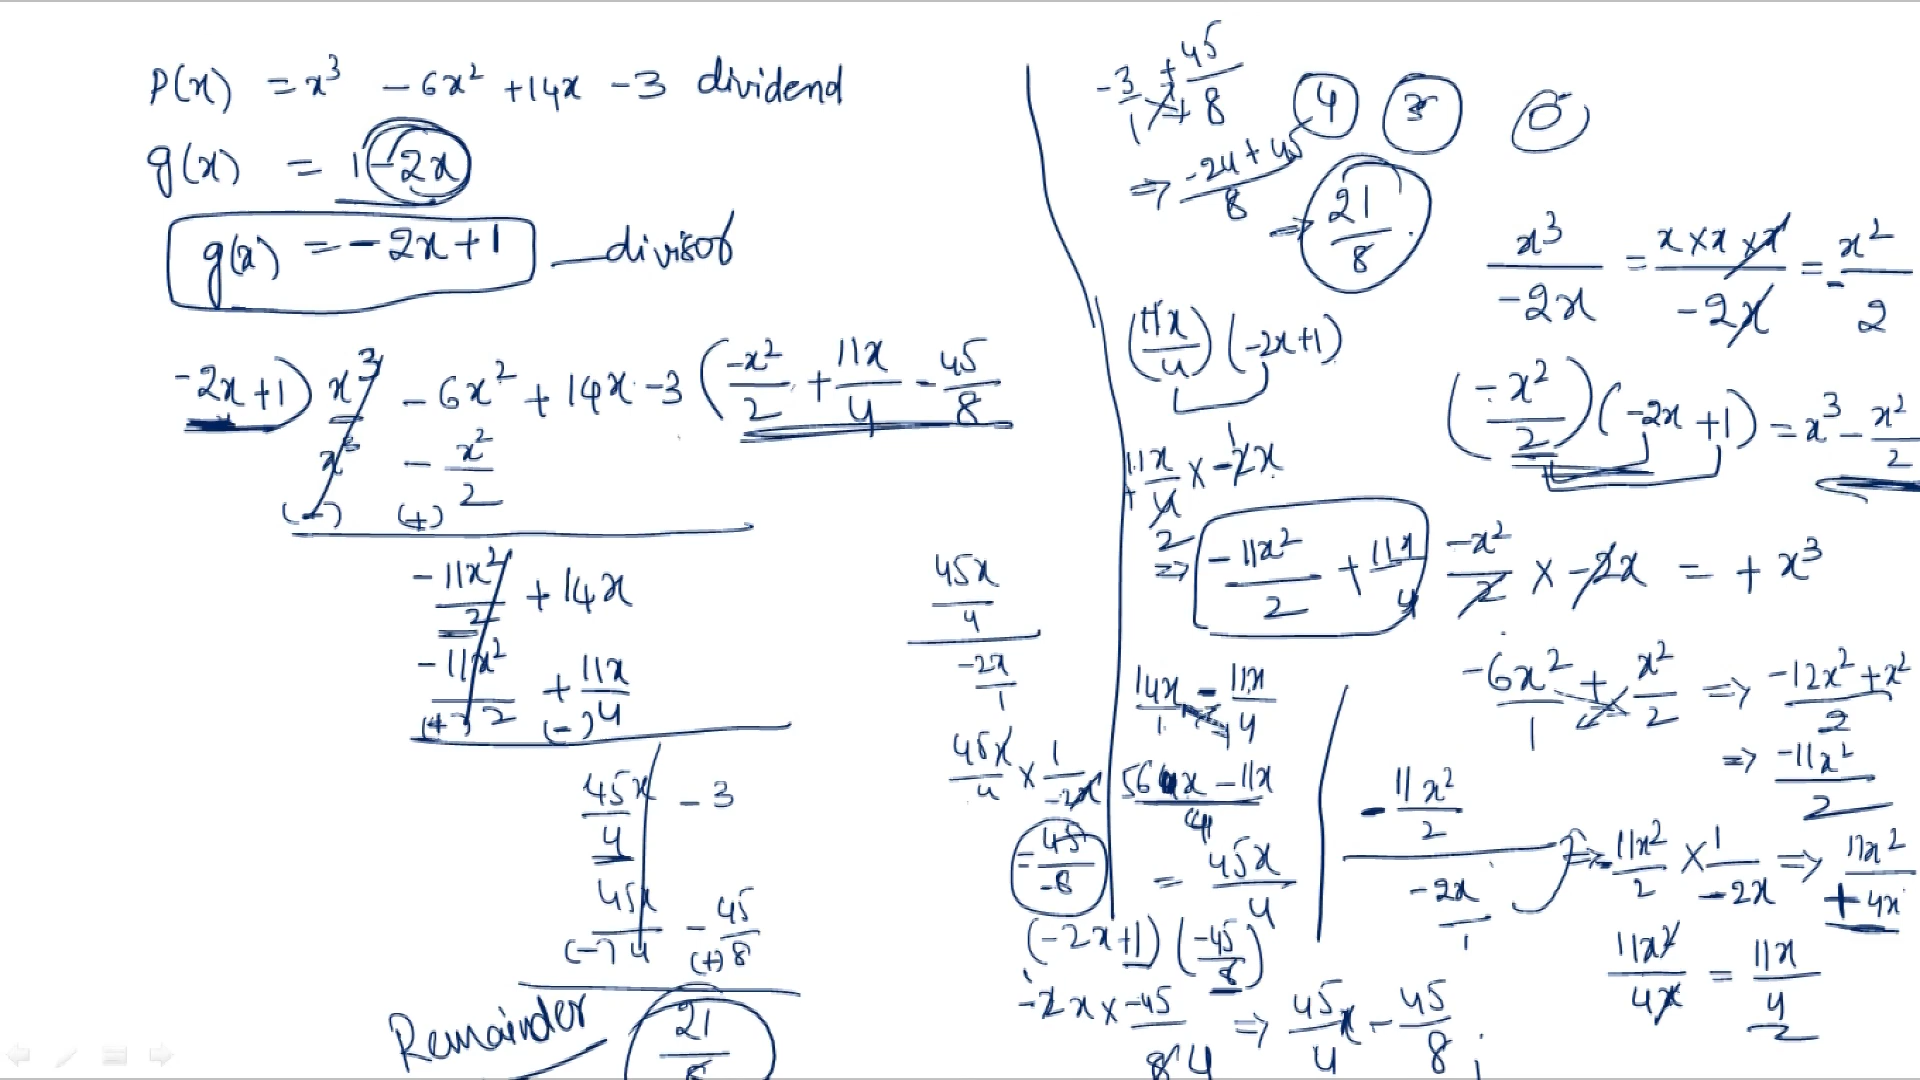 P(x) = x³ - 6x² + 14x - 3 dividend
g(x) = 1 - 2x
g(x) = -2x + 1 — divisor
-2x+1) x³ - 6x² + 14x - 3 (-x²/2 + 11x/4 - 45/8
x³ - x²/2
(-) (+)
-11x²/2 + 14x
-11x²/2 + 11x/4
(+) (-)
45x/4 - 3
45x/4 - 45/8
(-) (+)
Remainder 21/8
45x/4
-2x/1
45x/4 × 1/-2x
-45/-8
-3/1 + 45/8
4 3 0
⇒ -24 + 45/8
⇒ 21/8
(11x/4) (-2x+1)
11x/4 × -2x
⇒ -11x²/2 + 11x/4
14x/1 - 11x/4
56x - 11x/4
= 45x/4
(-2x+1) (-45/8)
-2x × -45/84 ⇒ 45/4 x - 45/8
x³/-2x = x × x × x/-2x = -x²/2
(-x²/2) (-2x+1) = x³ - x²/2
-x²/2 × -2x = + x³
-6x²/1 + x²/2 ⇒ -12x² + x²/2
⇒ -11x²/2
-11x²/2
-2x/1
⇒ -11x²/2 × 1/-2x ⇒ 11x²/+4x
11x²/4x = 11x/4